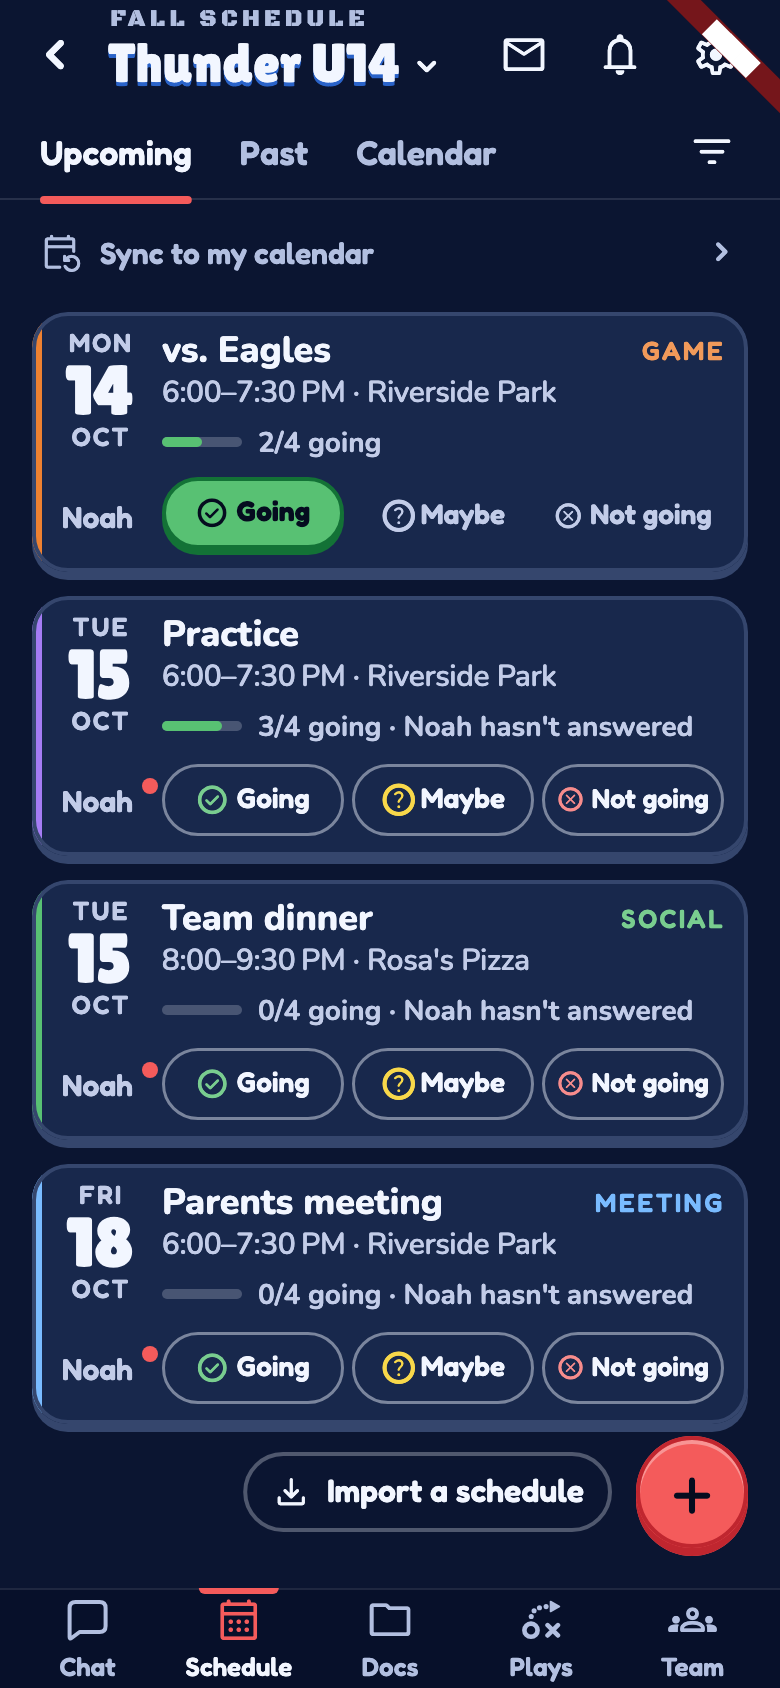 FALL SCHEDULE
Thunder U14
Upcoming Past Calendar
Sync to my calendar
MON
14
OCT
vs. Eagles
GAME
6:00–7:30 PM · Riverside Park
2/4 going
Noah
Going
Maybe
Not going
TUE
15
OCT
Practice
6:00–7:30 PM · Riverside Park
3/4 going · Noah hasn't answered
Noah
Going
Maybe
Not going
TUE
15
OCT
Team dinner
SOCIAL
8:00–9:30 PM · Rosa's Pizza
0/4 going · Noah hasn't answered
Noah
Going
Maybe
Not going
FRI
18
OCT
Parents meeting
MEETING
6:00–7:30 PM · Riverside Park
0/4 going · Noah hasn't answered
Noah
Going
Maybe
Not going
Import a schedule
Chat
Schedule
Docs
Plays
Team